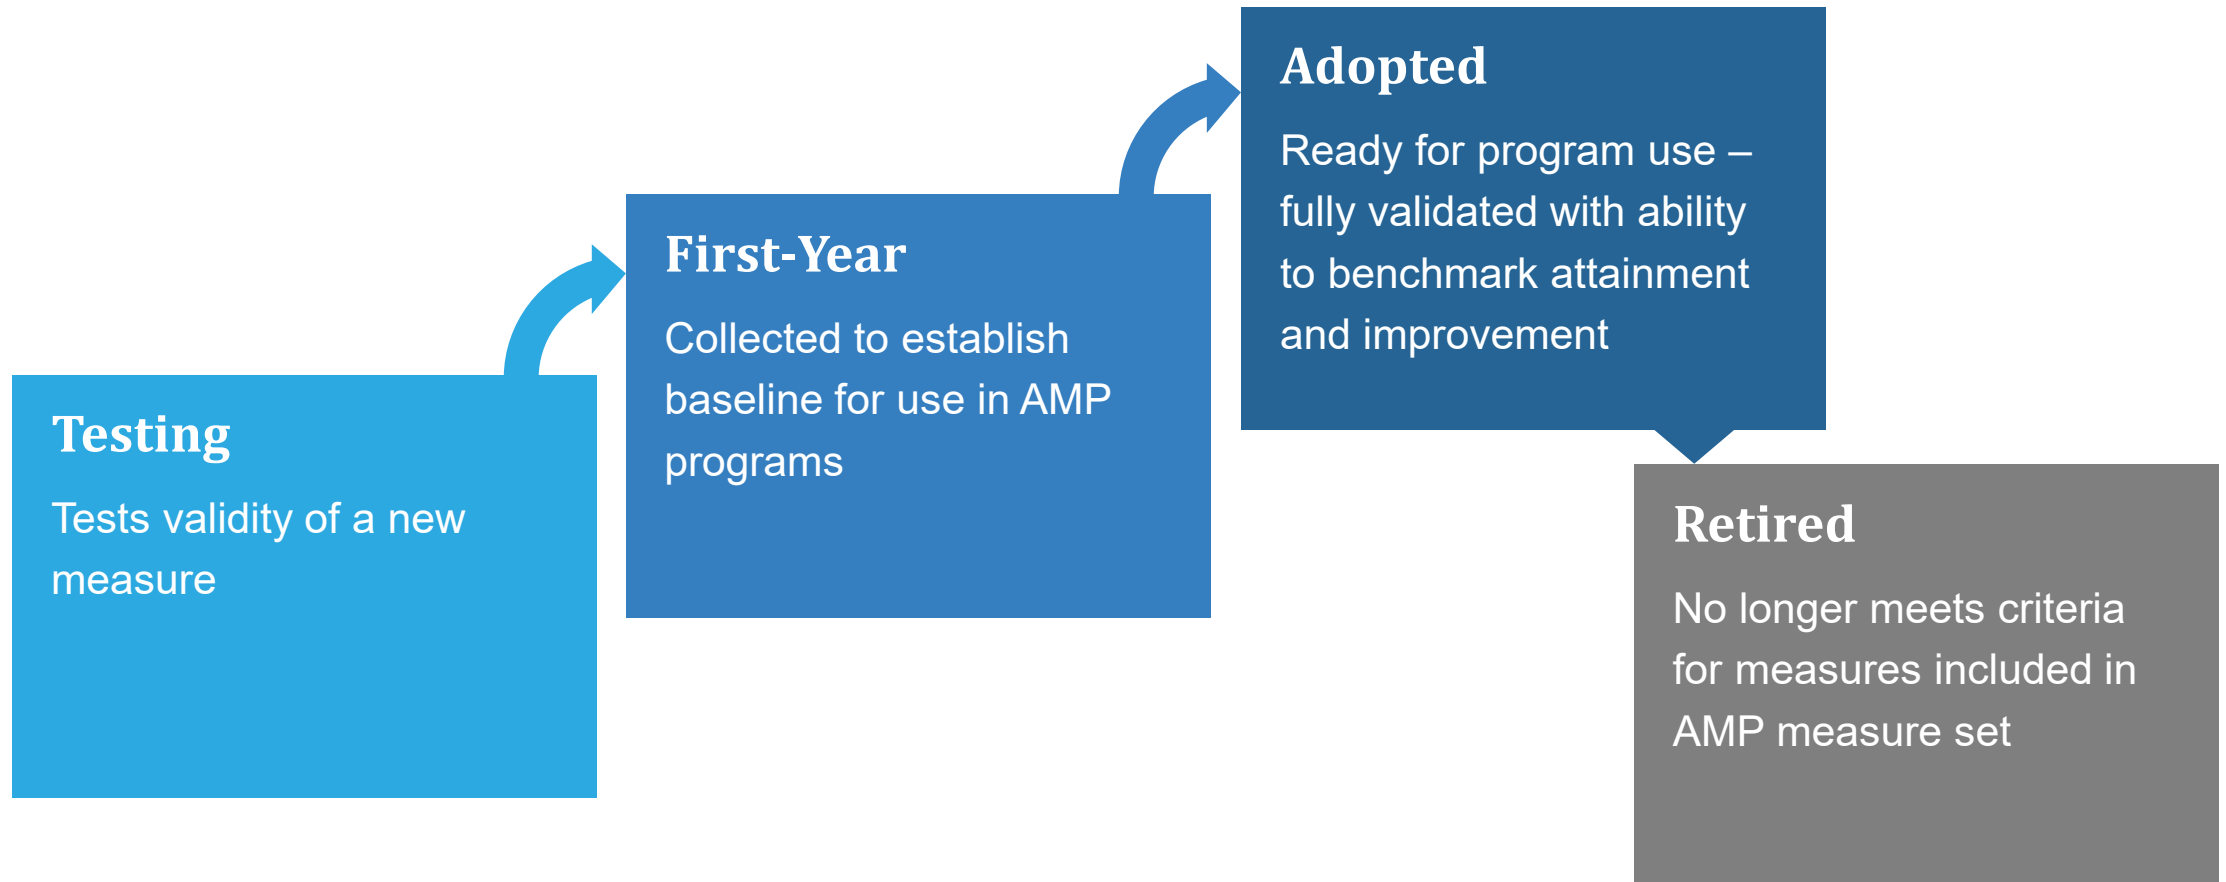 Testing
Tests validity of a new
measure
First-Year
Collected to establish
baseline for use in AMP
programs
Adopted
Ready for program use –
fully validated with ability
to benchmark attainment
and improvement
Retired
No longer meets criteria
for measures included in
AMP measure set